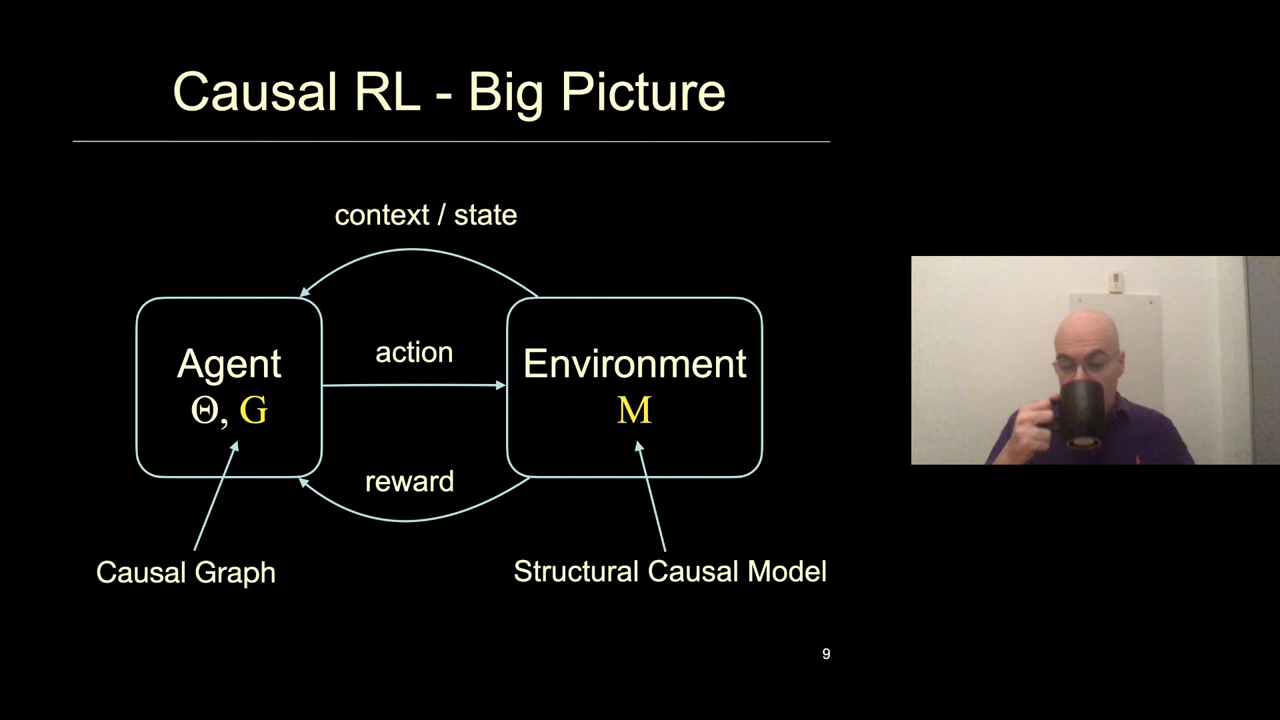 Causal RL - Big Picture
context / state
Agent
Θ, G
action
Environment
M
reward
Causal Graph
Structural Causal Model
9